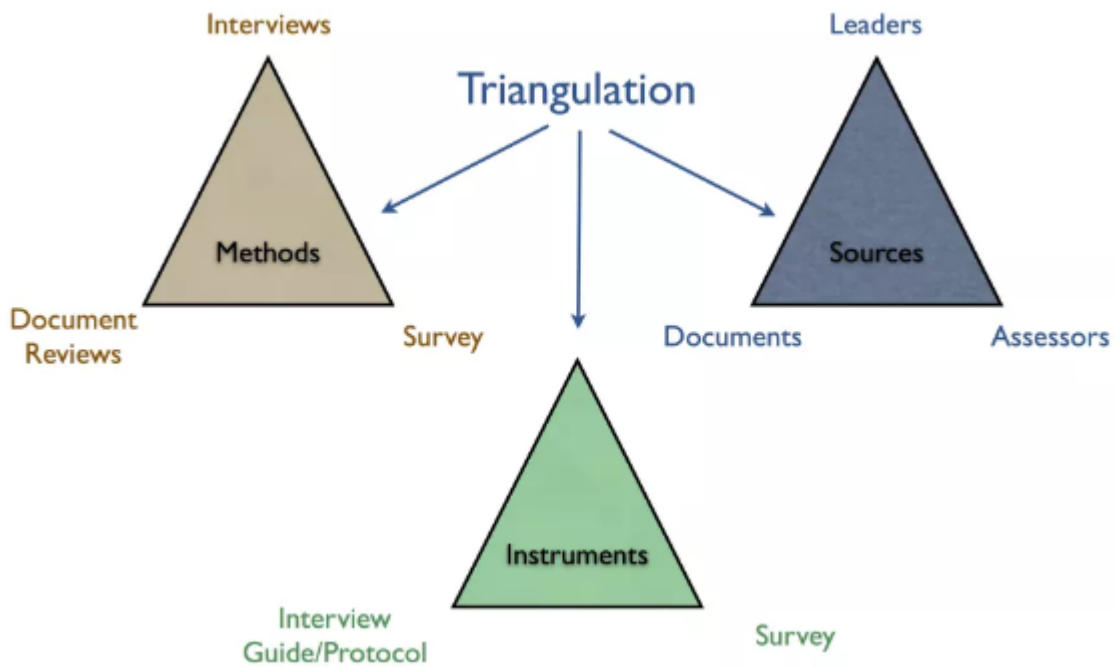 Interviews
Leaders
Triangulation
Methods
Sources
Document
Reviews
Survey
Documents
Assessors
Instruments
Interview
Guide/Protocol
Survey